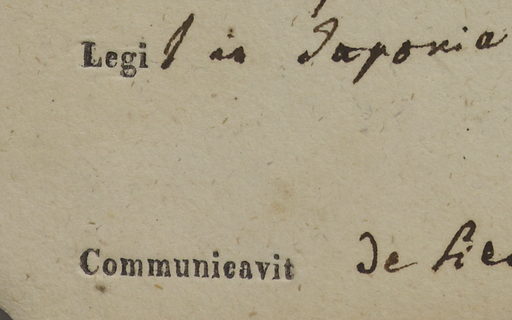 Legi in Japonia
Communicavit de